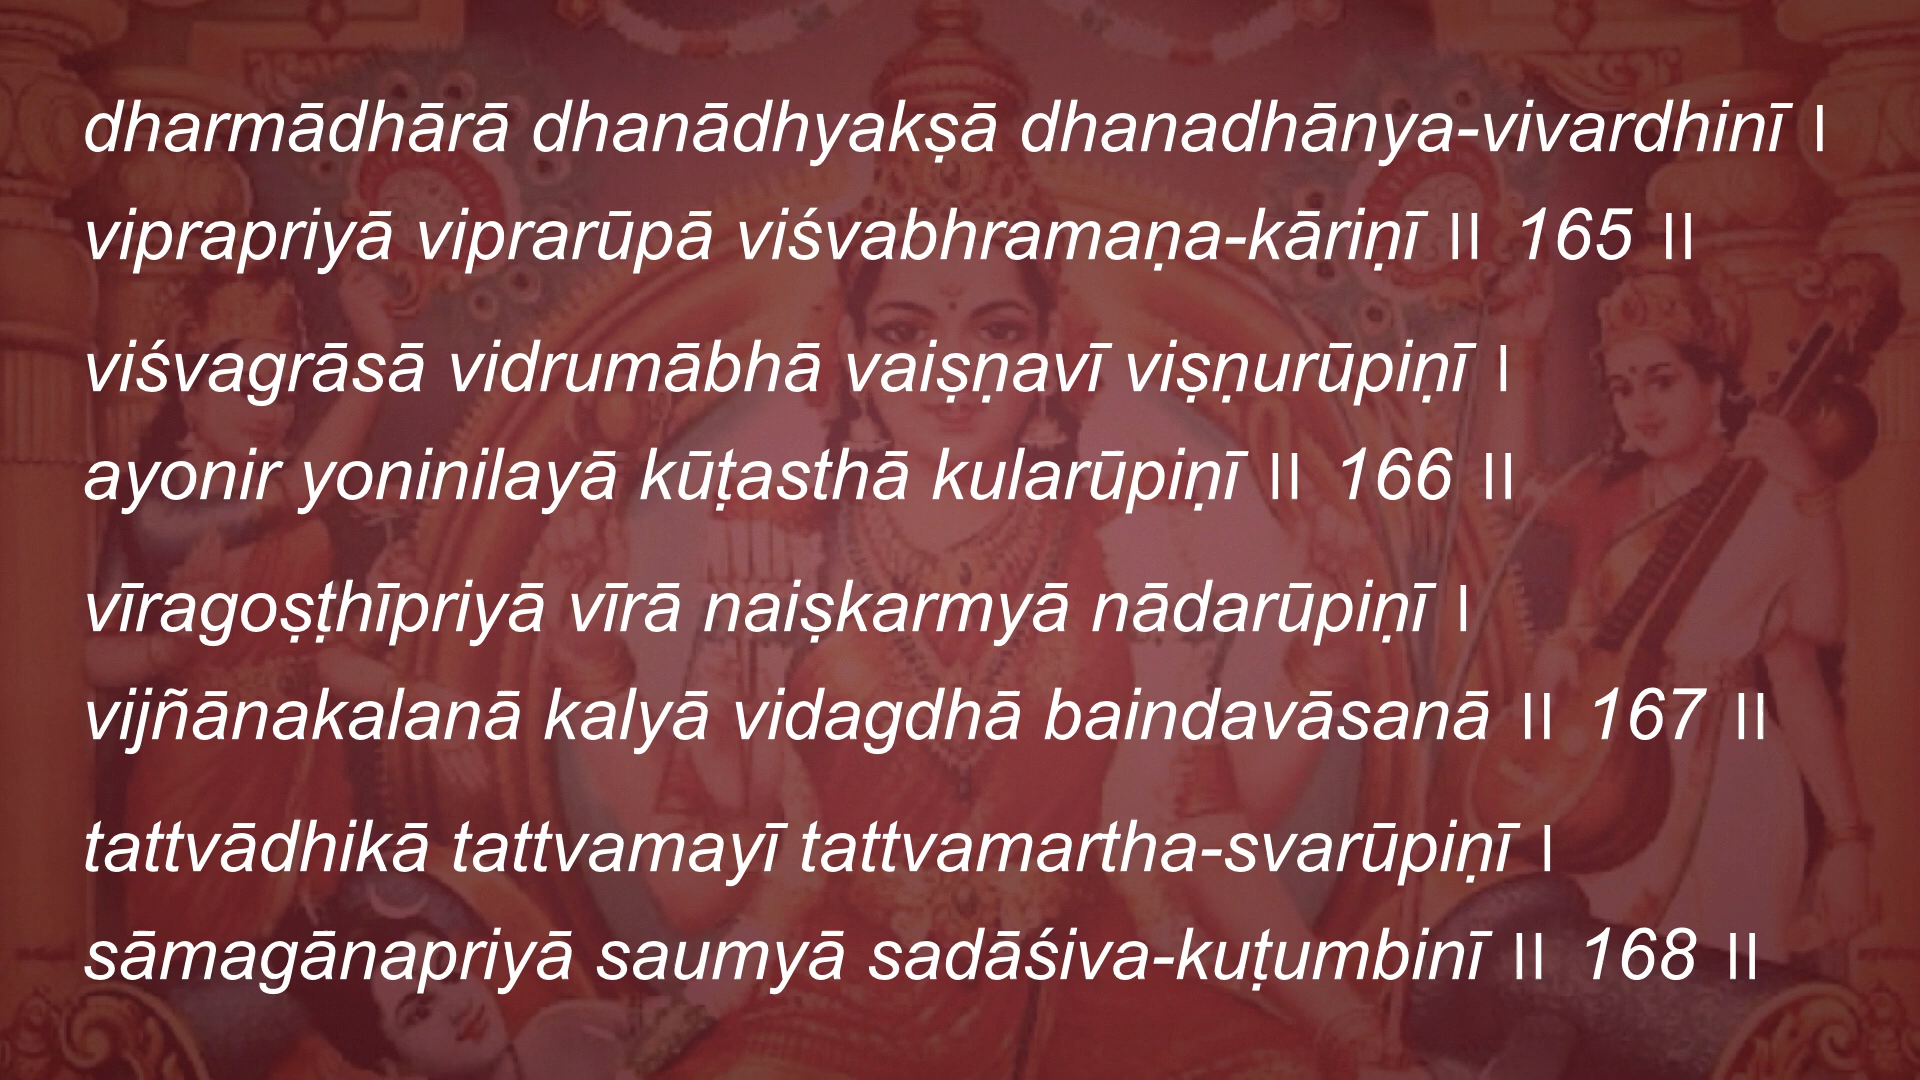 dharmādhārā dhanādhyakṣā dhanadhānya-vivardhinī ।
viprapriyā viprarūpā viśvabhramaṇa-kāriṇī ॥ 165 ॥
viśvagrāsā vidrumābhā vaiṣṇavī viṣṇurūpiṇī ।
ayonir yoninilayā kūṭasthā kularūpiṇī ॥ 166 ॥
vīragoṣṭhīpriyā vīrā naiṣkarmyā nādarūpiṇī ।
vijñānakalanā kalyā vidagdhā baindavāsanā ॥ 167 ॥
tattvādhikā tattvamayī tattvamartha-svarūpiṇī ।
sāmagānapriyā saumyā sadāśiva-kuṭumbinī ॥ 168 ॥